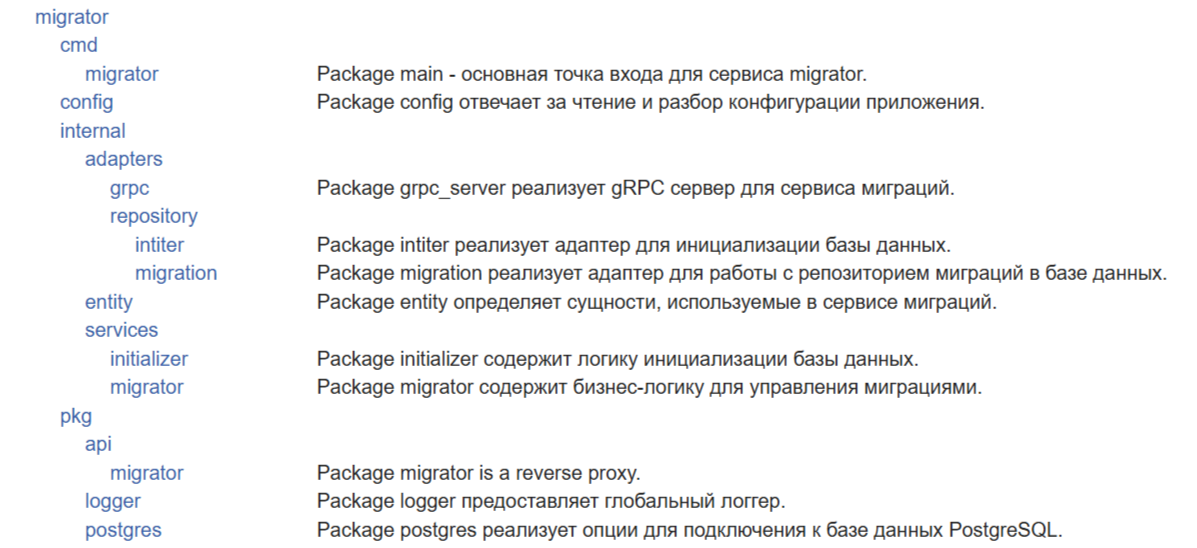 migrator
cmd
migrator Package main - основная точка входа для сервиса migrator.
config Package config отвечает за чтение и разбор конфигурации приложения.
internal
adapters
grpc Package grpc_server реализует gRPC сервер для сервиса миграций.
repository
intiter Package intiter реализует адаптер для инициализации базы данных.
migration Package migration реализует адаптер для работы с репозиторием миграций в базе данных.
entity Package entity определяет сущности, используемые в сервисе миграций.
services
initializer Package initializer содержит логику инициализации базы данных.
migrator Package migrator содержит бизнес-логику для управления миграциями.
pkg
api
migrator Package migrator is a reverse proxy.
logger Package logger предоставляет глобальный логгер.
postgres Package postgres реализует опции для подключения к базе данных PostgreSQL.